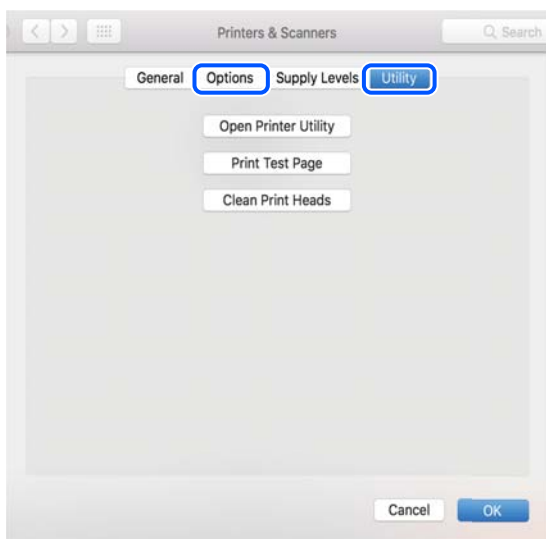 Printers & Scanners Search
General Options Supply Levels Utility
Open Printer Utility
Print Test Page
Clean Print Heads
Cancel OK